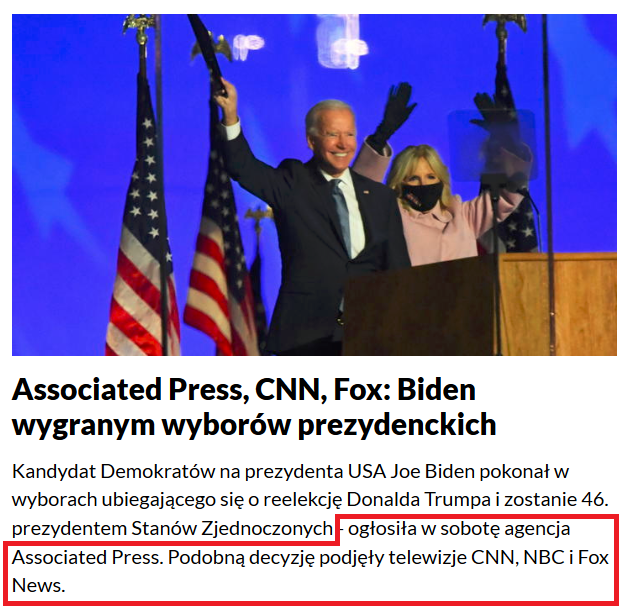 Associated Press, CNN, Fox: Biden
wygranym wyborów prezydenckich
Kandydat Demokratów na prezydenta USA Joe Biden pokonał w
wyborach ubiegającego się o reelekcję Donalda Trumpa i zostanie 46.
prezydentem Stanów Zjednoczonych - ogłosiła w sobotę agencja
Associated Press. Podobną decyzję podjęły telewizje CNN, NBC i Fox
News.